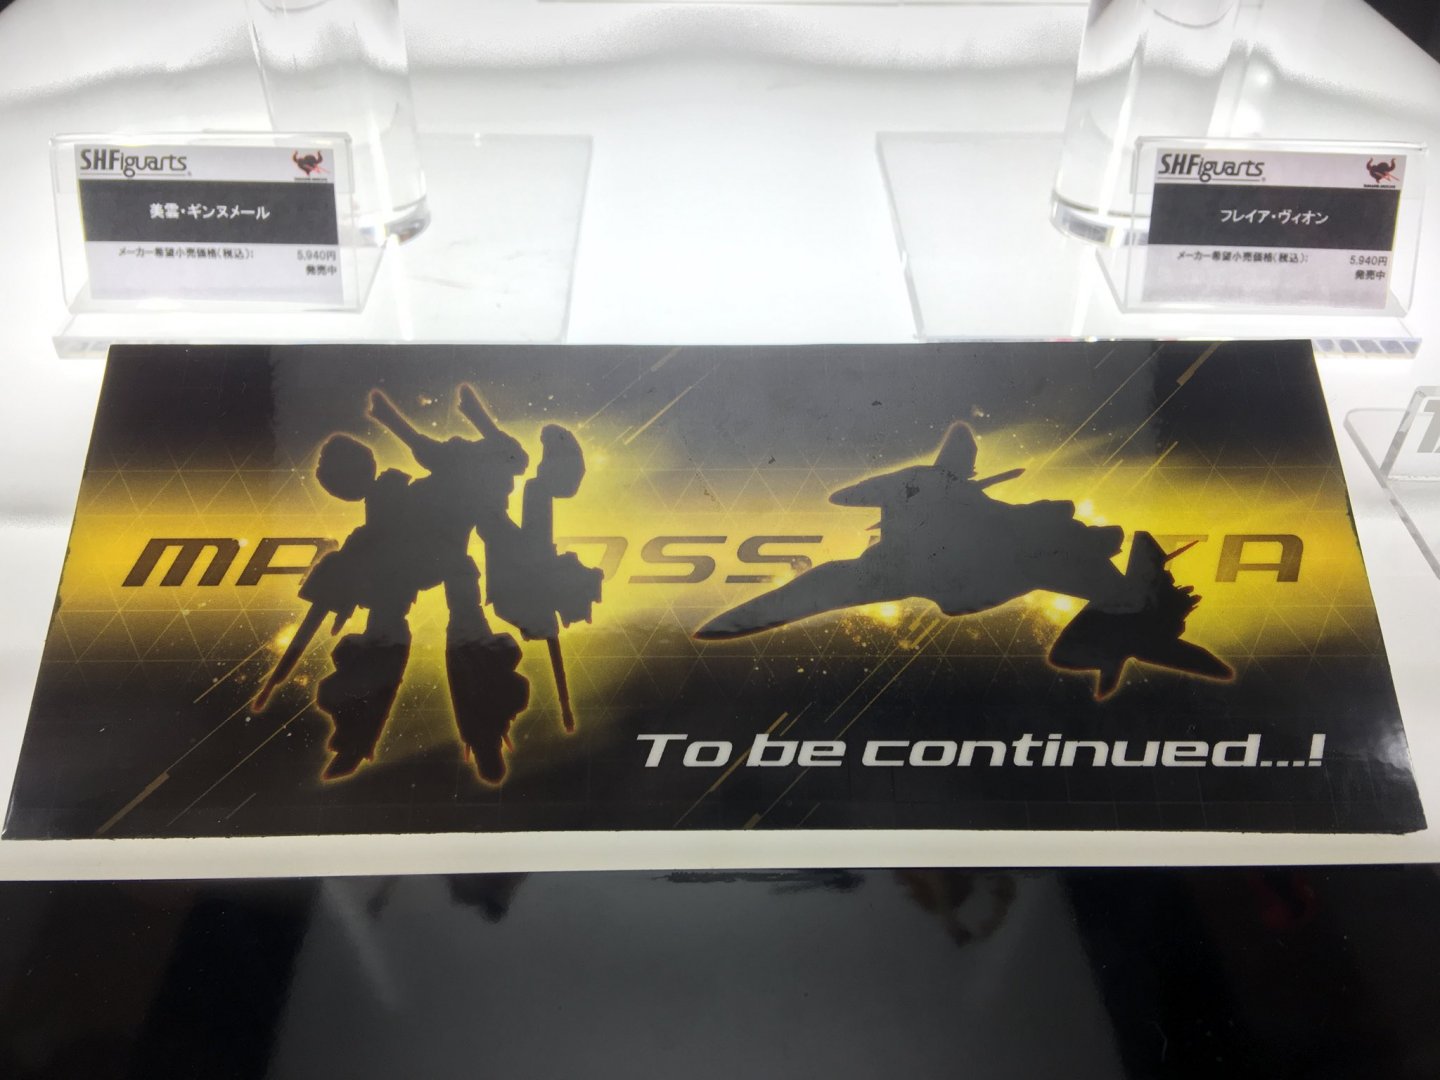 S.H.Figuarts
美雲・ギンヌメール
メーカー希望小売価格(税込): 5,940円
発売中
S.H.Figuarts
フレイア・ヴィオン
メーカー希望小売価格(税込): 5,940円
発売中
To be continued...!